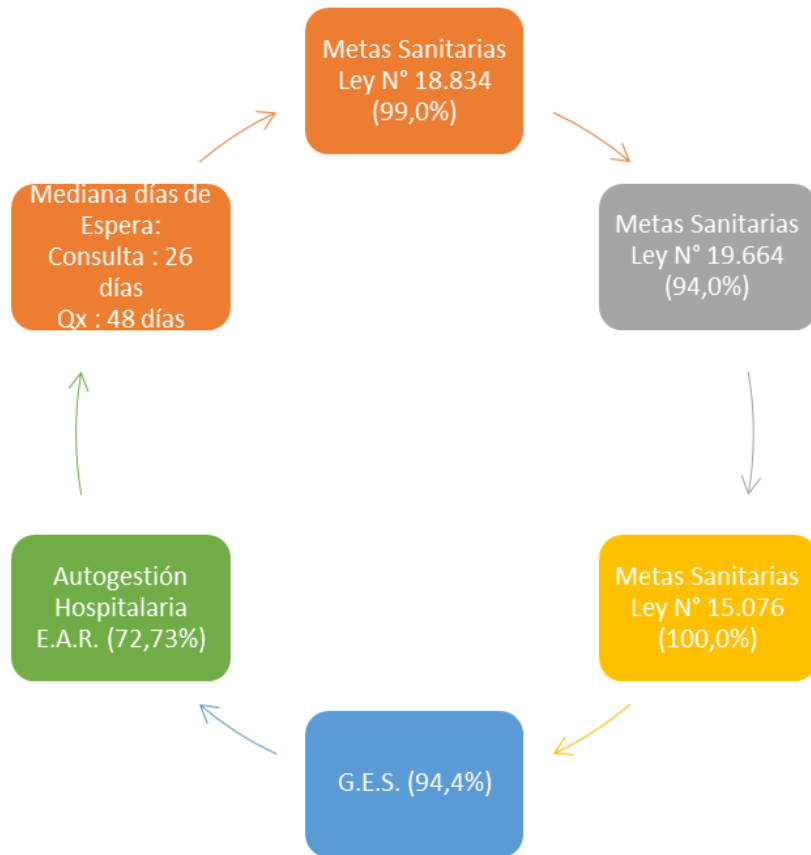 Metas Sanitarias
Ley N° 18.834
(99,0%)
Mediana días de
Espera:
Consulta : 26
días
Qx : 48 días
Metas Sanitarias
Ley N° 19.664
(94,0%)
Autogestión
Hospitalaria
E.A.R. (72,73%)
Metas Sanitarias
Ley N° 15.076
(100,0%)
G.E.S. (94,4%)